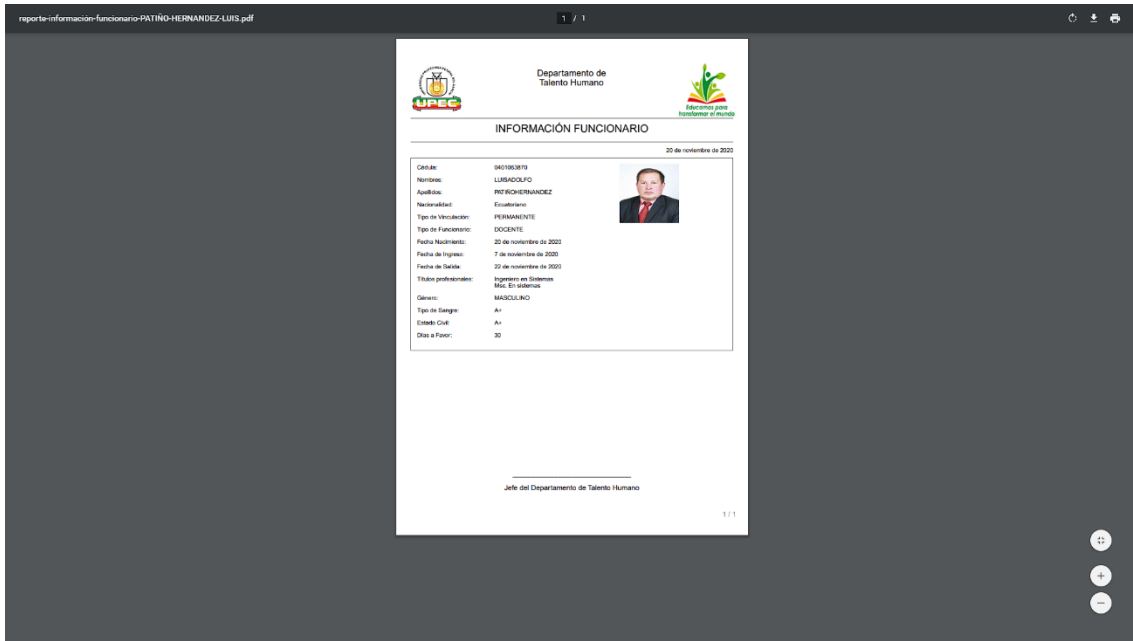 reporte-información-funcionario-PATIÑO-HERNANDEZ-LUIS.pdf
1 / 1
Departamento de
Talento Humano
UPEC
Educamos para
transformar el mundo
INFORMACIÓN FUNCIONARIO
20 de noviembre de 2020
Cédula:
Nombres: LUISADOLFO
Apellidos: PATIÑOHERNANDEZ
Nacionalidad: Ecuatoriano
Tipo de Vinculación: PERMANENTE
Tipo de Funcionario: DOCENTE
Fecha Nacimiento: 20 de noviembre de 2020
Fecha de Ingreso: 7 de noviembre de 2020
Fecha de Salida: 22 de noviembre de 2020
Títulos profesionales: Ingeniero en Sistemas
Msc. En sistemas
Género: MASCULINO
Tipo de Sangre: A+
Estado Civil: A+
Días a Favor: 30
Jefe del Departamento de Talento Humano
1 / 1